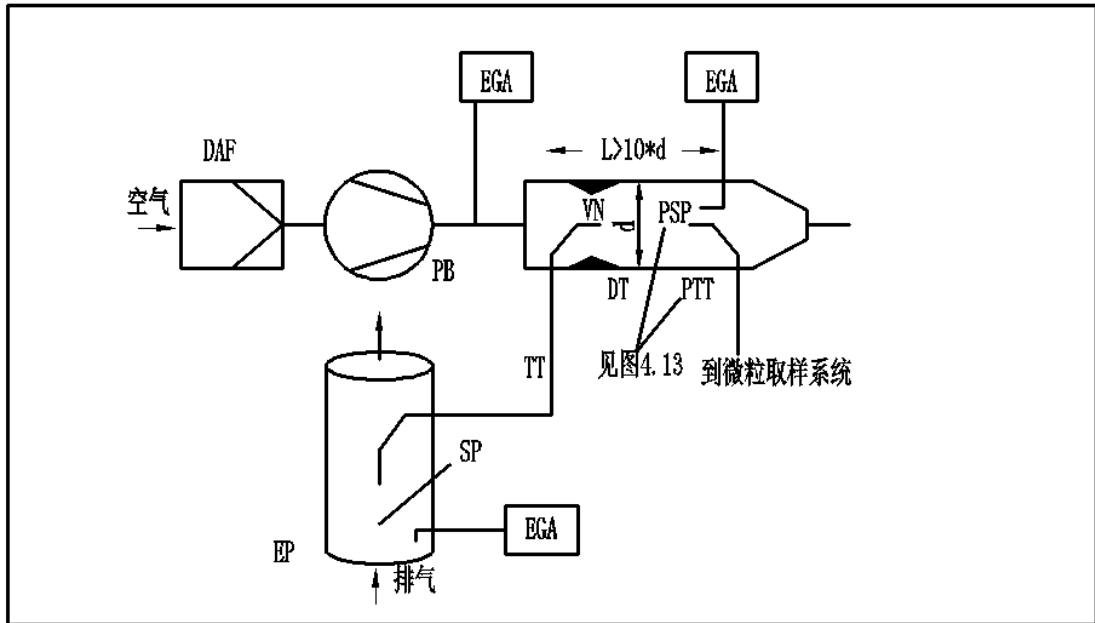 EGA
EGA
DAF
L>10*d
空气
VN
d
PSP
PB
DT
PTT
TT
见图4.13
到微粒取样系统
SP
EGA
EP
排气